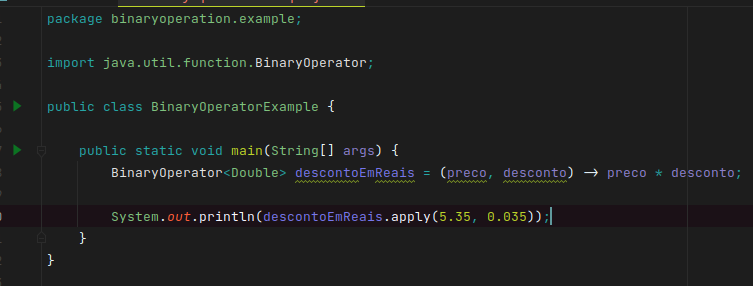 package binaryoperation.example;
import java.util.function.BinaryOperator;
public class BinaryOperatorExample {
public static void main(String[] args) {
BinaryOperator<Double> descontoEmReais = (preco, desconto) → preco * desconto;
System.out.println(descontoEmReais.apply(5.35, 0.035));
}
}